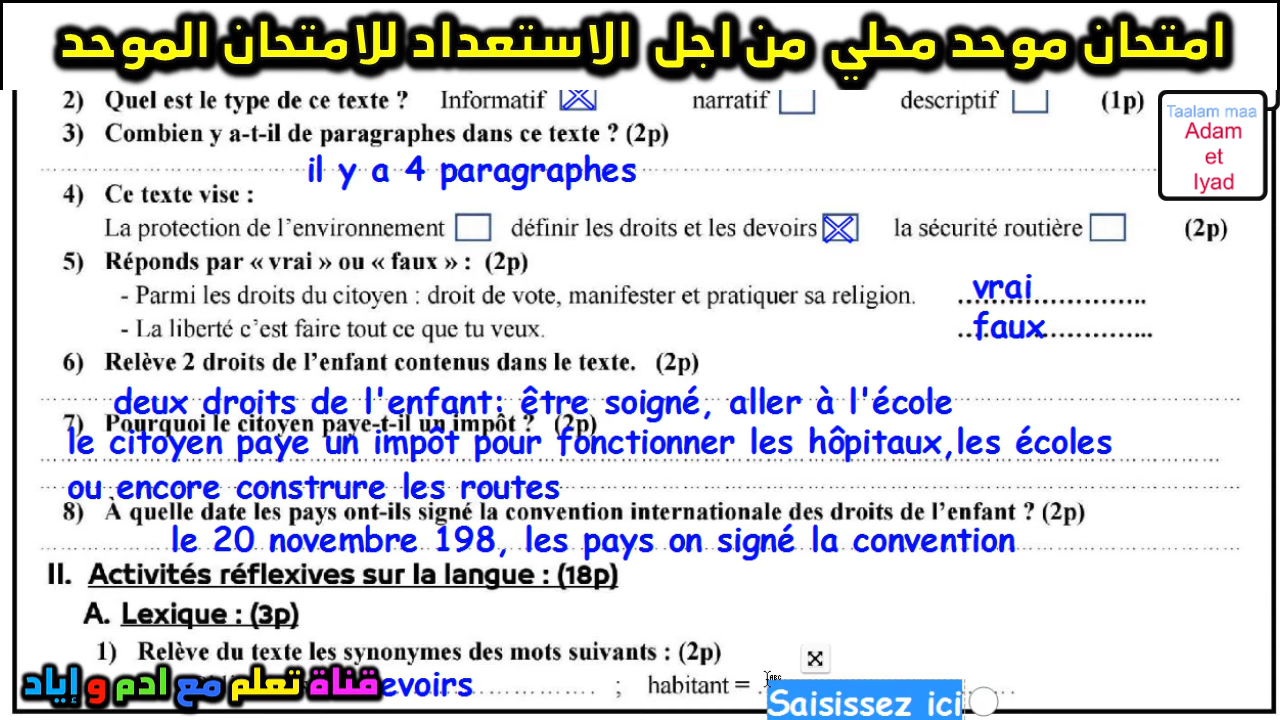 امتحان موحد محلي من اجل الاستعداد للامتحان الموحد
2) Quel est le type de ce texte ? Informatif narratif descriptif (1p)
Taalam maa
Adam
et
Iyad
3) Combien y a-t-il de paragraphes dans ce texte ? (2p)
il y a 4 paragraphes
4) Ce texte vise :
La protection de l'environnement définir les droits et les devoirs la sécurité routière (2p)
5) Réponds par « vrai » ou « faux » : (2p)
- Parmi les droits du citoyen : droit de vote, manifester et pratiquer sa religion. vrai
- La liberté c'est faire tout ce que tu veux. faux
6) Relève 2 droits de l'enfant contenus dans le texte. (2p)
deux droits de l'enfant: être soigné, aller à l'école
7) Pourquoi le citoyen paye-t-il un impôt ? (2p)
le citoyen paye un impôt pour fonctionner les hôpitaux,les écoles
ou encore construre les routes
8) À quelle date les pays ont-ils signé la convention internationale des droits de l'enfant ? (2p)
le 20 novembre 198, les pays on signé la convention
II. Activités réflexives sur la langue : (18p)
A. Lexique : (3p)
1) Relève du texte les synonymes des mots suivants : (2p)
قناة تعلم مع ادم و إياد
evoirs ; habitant = Saisissez ici
ABC